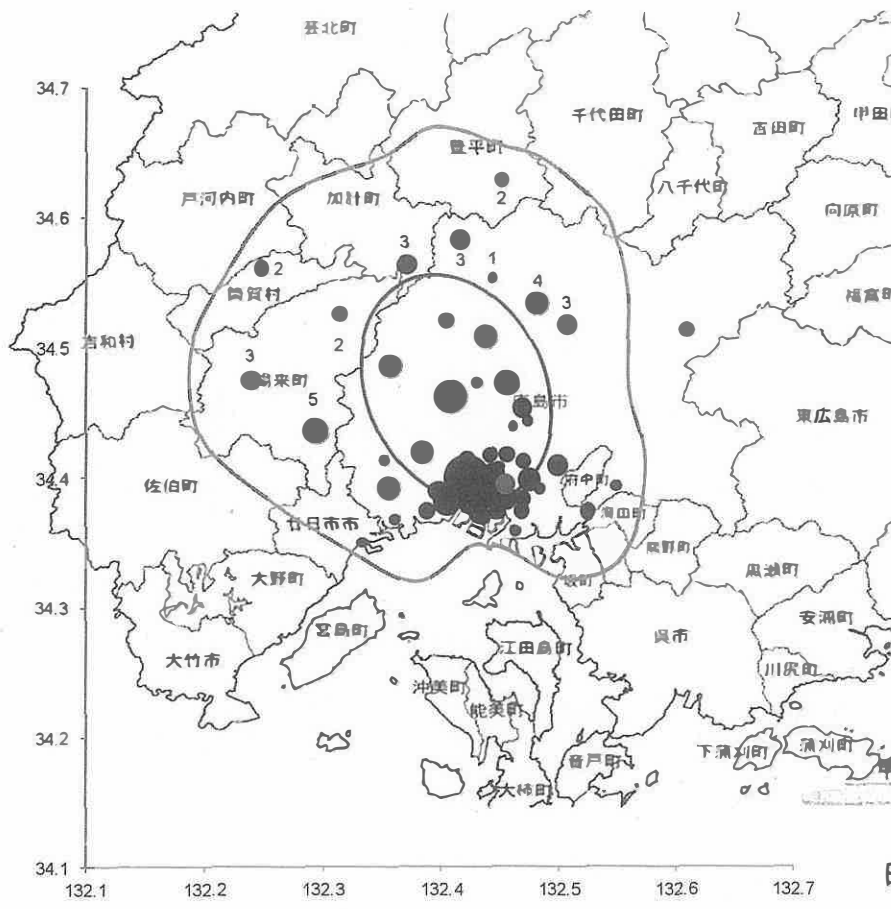 芸北町
34.7
千代田町
吉田町
甲田
豊平町
八千代町
戸河内町
加計町
2
34.6
向原町
3
3
1
2
筒賀村
4
3
福富町
吉和村
34.5
2
3
湯来町
5
広島市
東広島市
34.4
佐伯町
府中町
廿日市市
海田町
熊野町
大野町
坂町
黒瀬町
34.3
宮島町
安浦町
江田島町
呉市
大竹市
川尻町
沖美町
能美町
34.2
下蒲刈町
蒲刈町
音戸町
大柿町
34.1
132.1
132.2
132.3
132.4
132.5
132.6
132.7